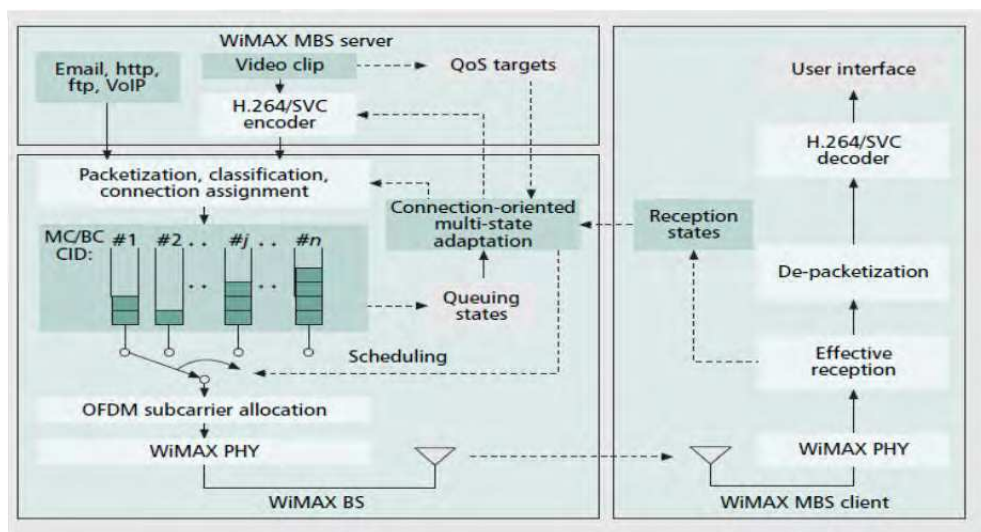 WiMAX MBS server
Email, http,
ftp, VoIP
Video clip
QoS targets
H.264/SVC
encoder
Packetization, classification,
connection assignment
MC/BC
CID:
#1 #2 . . #j . . #n
. . . .
Connection-oriented
multi-state
adaptation
Queuing
states
Scheduling
OFDM subcarrier allocation
WiMAX PHY
WiMAX BS
User interface
H.264/SVC
decoder
Reception
states
De-packetization
Effective
reception
WiMAX PHY
WiMAX MBS client